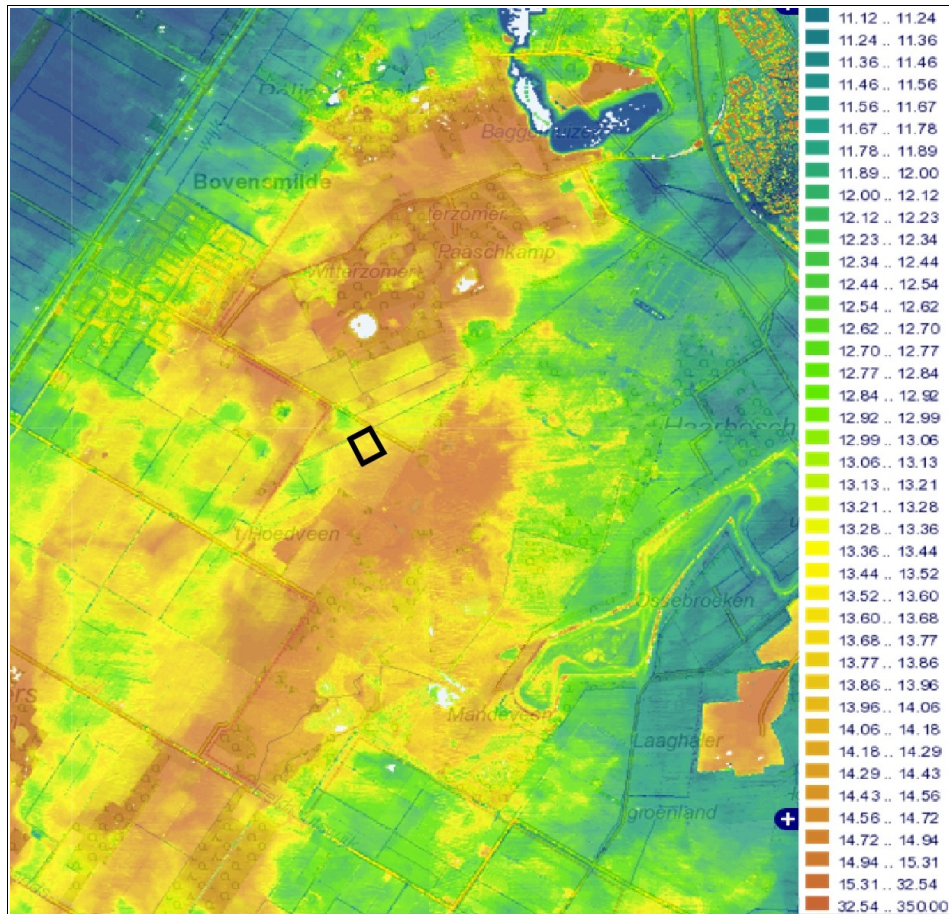 Bovensmilde
Witterzomer
Paaschkamp
't Hoedveen
Ossebroeken
Mandeveen
Laaghaler
groenland
11.12 .. 11.24
11.24 .. 11.36
11.36 .. 11.46
11.46 .. 11.56
11.56 .. 11.67
11.67 .. 11.78
11.78 .. 11.89
11.89 .. 12.00
12.00 .. 12.12
12.12 .. 12.23
12.23 .. 12.34
12.34 .. 12.44
12.44 .. 12.54
12.54 .. 12.62
12.62 .. 12.70
12.70 .. 12.77
12.77 .. 12.84
12.84 .. 12.92
12.92 .. 12.99
12.99 .. 13.06
13.06 .. 13.13
13.13 .. 13.21
13.21 .. 13.28
13.28 .. 13.36
13.36 .. 13.44
13.44 .. 13.52
13.52 .. 13.60
13.60 .. 13.68
13.68 .. 13.77
13.77 .. 13.86
13.86 .. 13.96
13.96 .. 14.06
14.06 .. 14.18
14.18 .. 14.29
14.29 .. 14.43
14.43 .. 14.56
14.56 .. 14.72
14.72 .. 14.94
14.94 .. 15.31
15.31 .. 32.54
32.54 .. 350.00